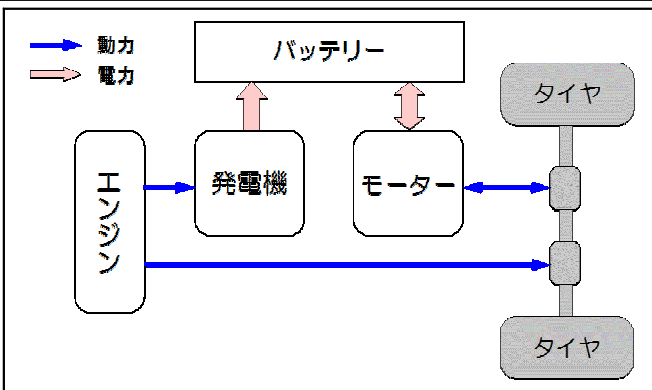 動力
電力
バッテリー
タイヤ
エンジン
発電機
モーター
タイヤ